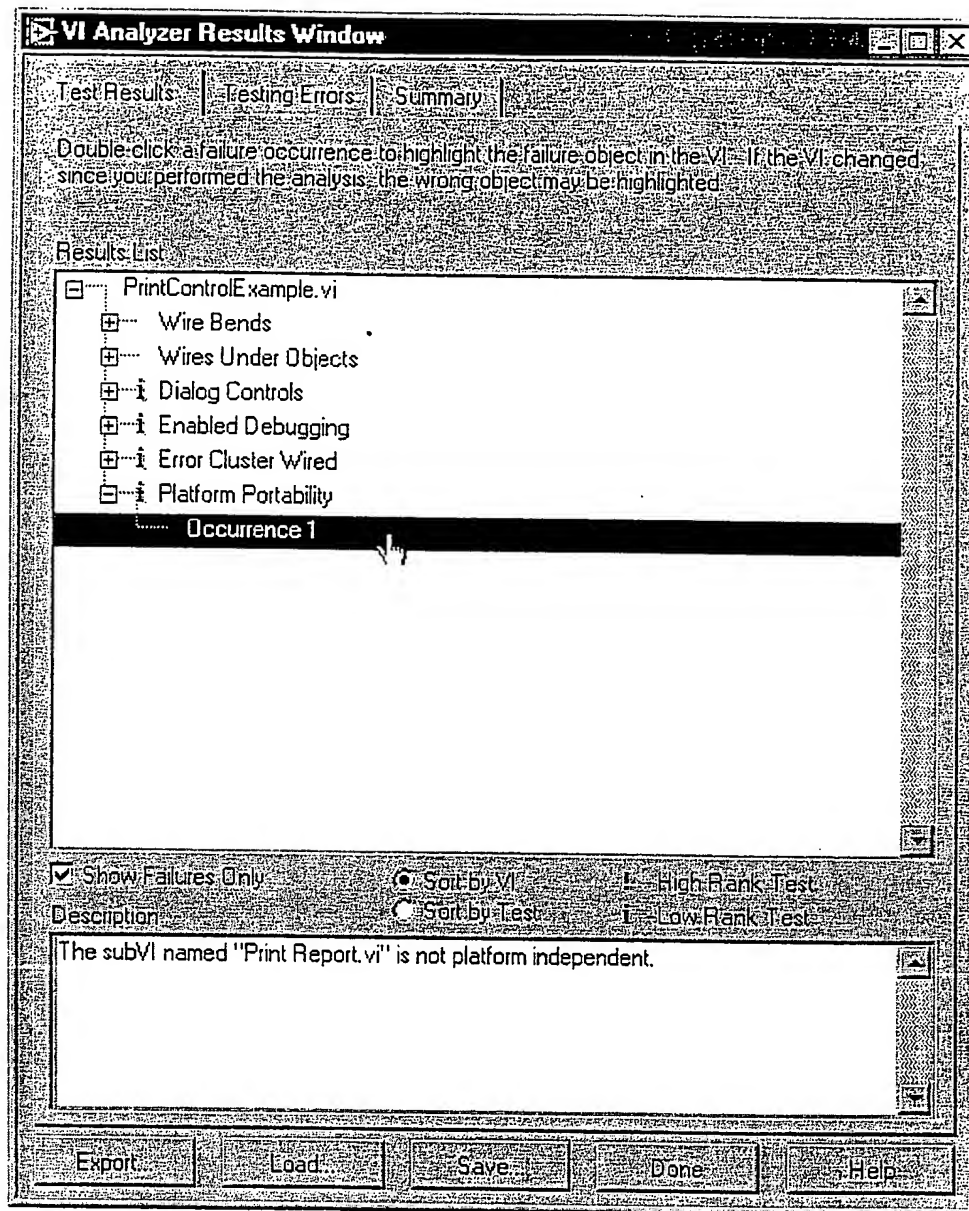 VI Analyzer Results Window
Test Results
Testing Errors
Summary
Double-click a failure occurrence to highlight the failure object in the VI. If the VI changed
since you performed the analysis, the wrong object may be highlighted.
Results List
PrintControlExample.vi
Wire Bends
Wires Under Objects
i Dialog Controls
i Enabled Debugging
i Error Cluster Wired
i Platform Portability
Occurrence 1
Show Failures Only
Sort by VI
! - High Rank Test
Description
Sort by Test
i - Low Rank Test
The subVI named "Print Report.vi" is not platform independent.
Export...
Load...
Save
Done
Help